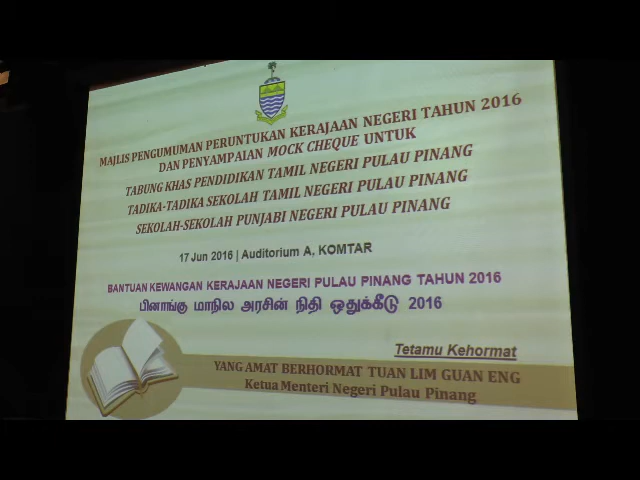 MAJLIS PENGUMUMAN PERUNTUKAN KERAJAAN NEGERI TAHUN 2016
DAN PENYAMPAIAN MOCK CHEQUE UNTUK
TABUNG KHAS PENDIDIKAN TAMIL NEGERI PULAU PINANG
TADIKA-TADIKA SEKOLAH TAMIL NEGERI PULAU PINANG
SEKOLAH-SEKOLAH PUNJABI NEGERI PULAU PINANG
17 Jun 2016 | Auditorium A, KOMTAR
BANTUAN KEWANGAN KERAJAAN NEGERI PULAU PINANG TAHUN 2016
பினாங்கு மாநில அரசின் நிதி ஒதுக்கீடு 2016
Tetamu Kehormat
YANG AMAT BERHORMAT TUAN LIM GUAN ENG
Ketua Menteri Negeri Pulau Pinang